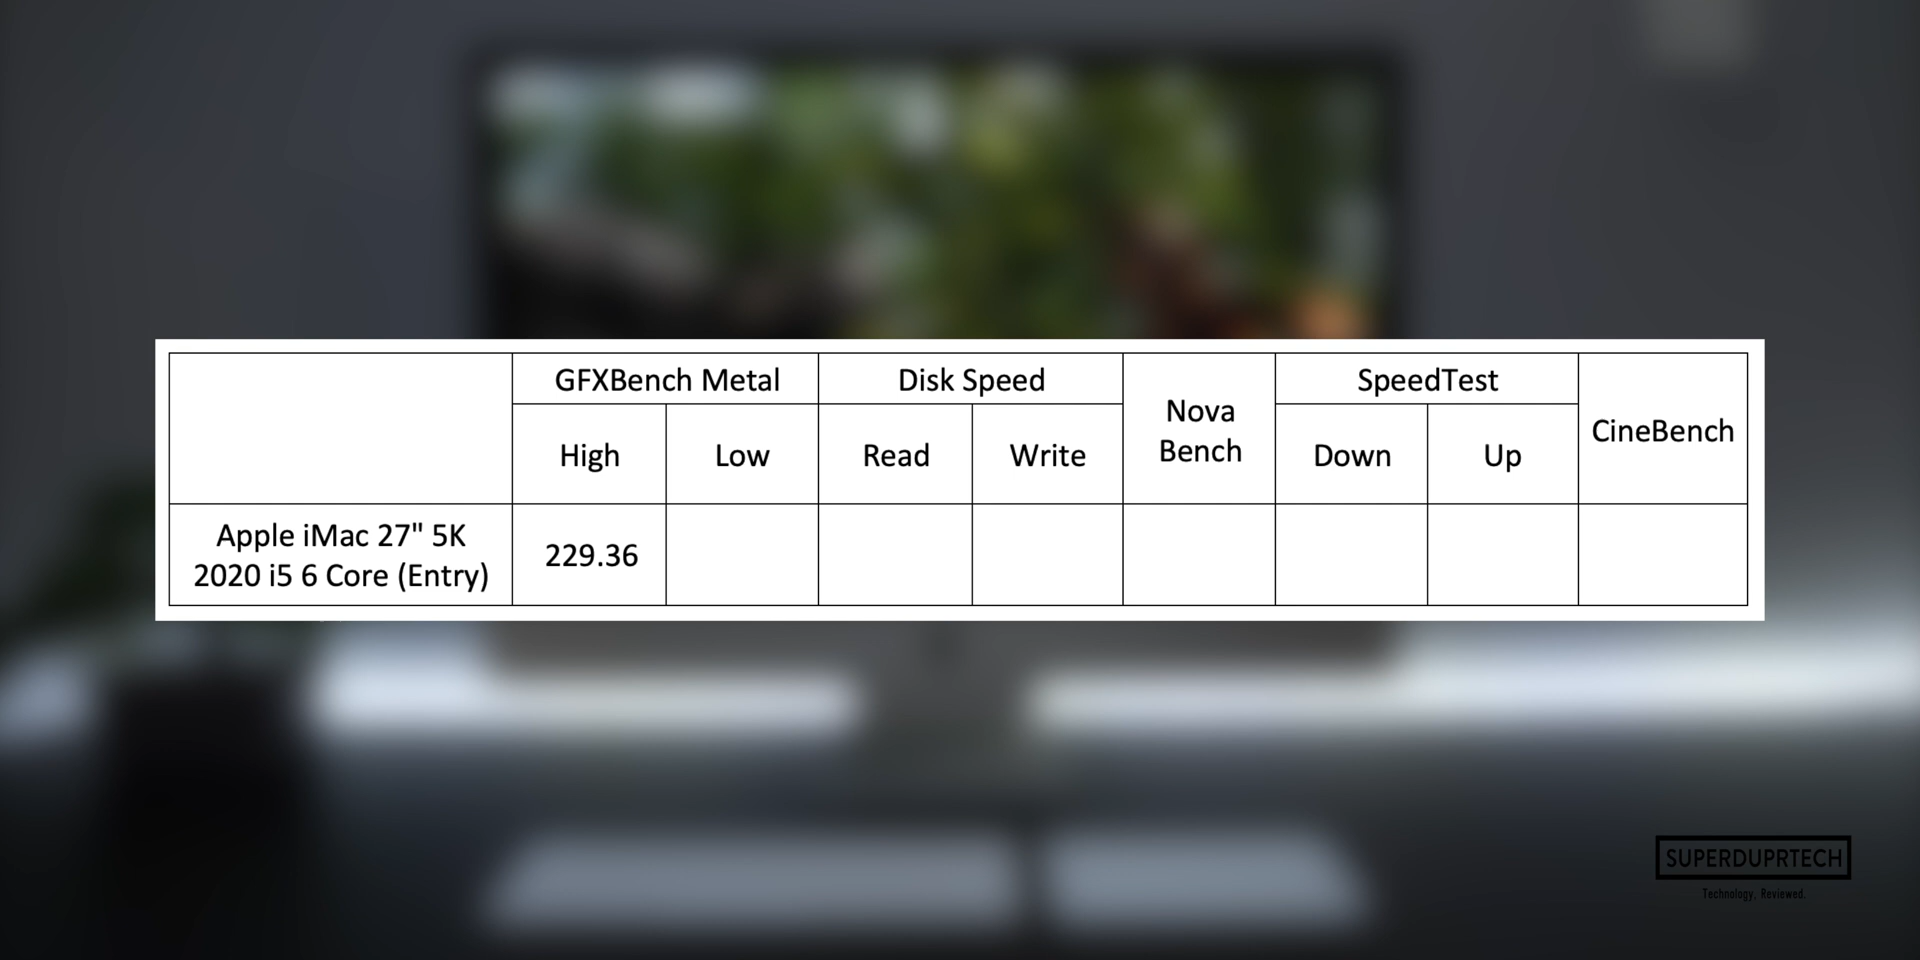 GFXBench Metal
Disk Speed
Nova
Bench
SpeedTest
CineBench
High
Low
Read
Write
Down
Up
Apple iMac 27" 5K
2020 i5 6 Core (Entry)
229.36
SUPERDUPRTECH
Technology. Reviewed.